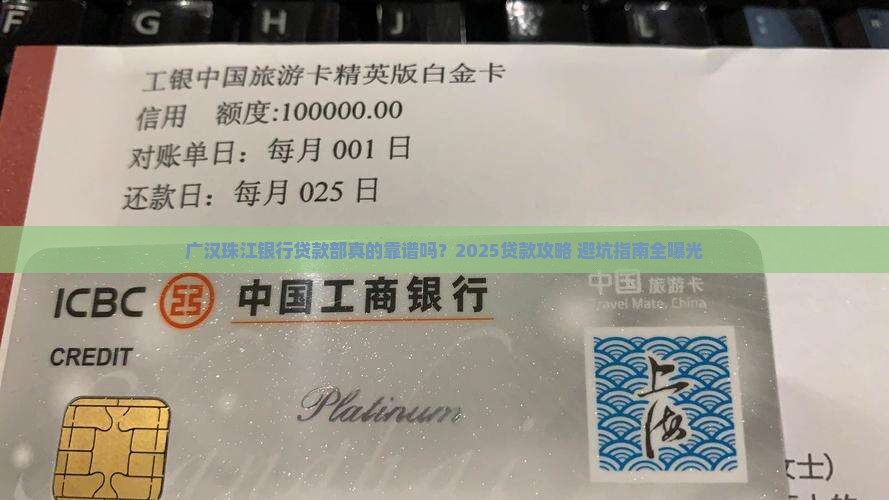 F G H J
工银中国旅游卡精英版白金卡
信用 额度:100000.00
对账单日：每月 001 日
还款日：每月 025 日
广汉珠江银行贷款部真的靠谱吗？2025贷款攻略 避坑指南全曝光
ICBC 中国工商银行
中国 旅游卡
Travel Mate, China
CREDIT
Platinum
上海
女士)